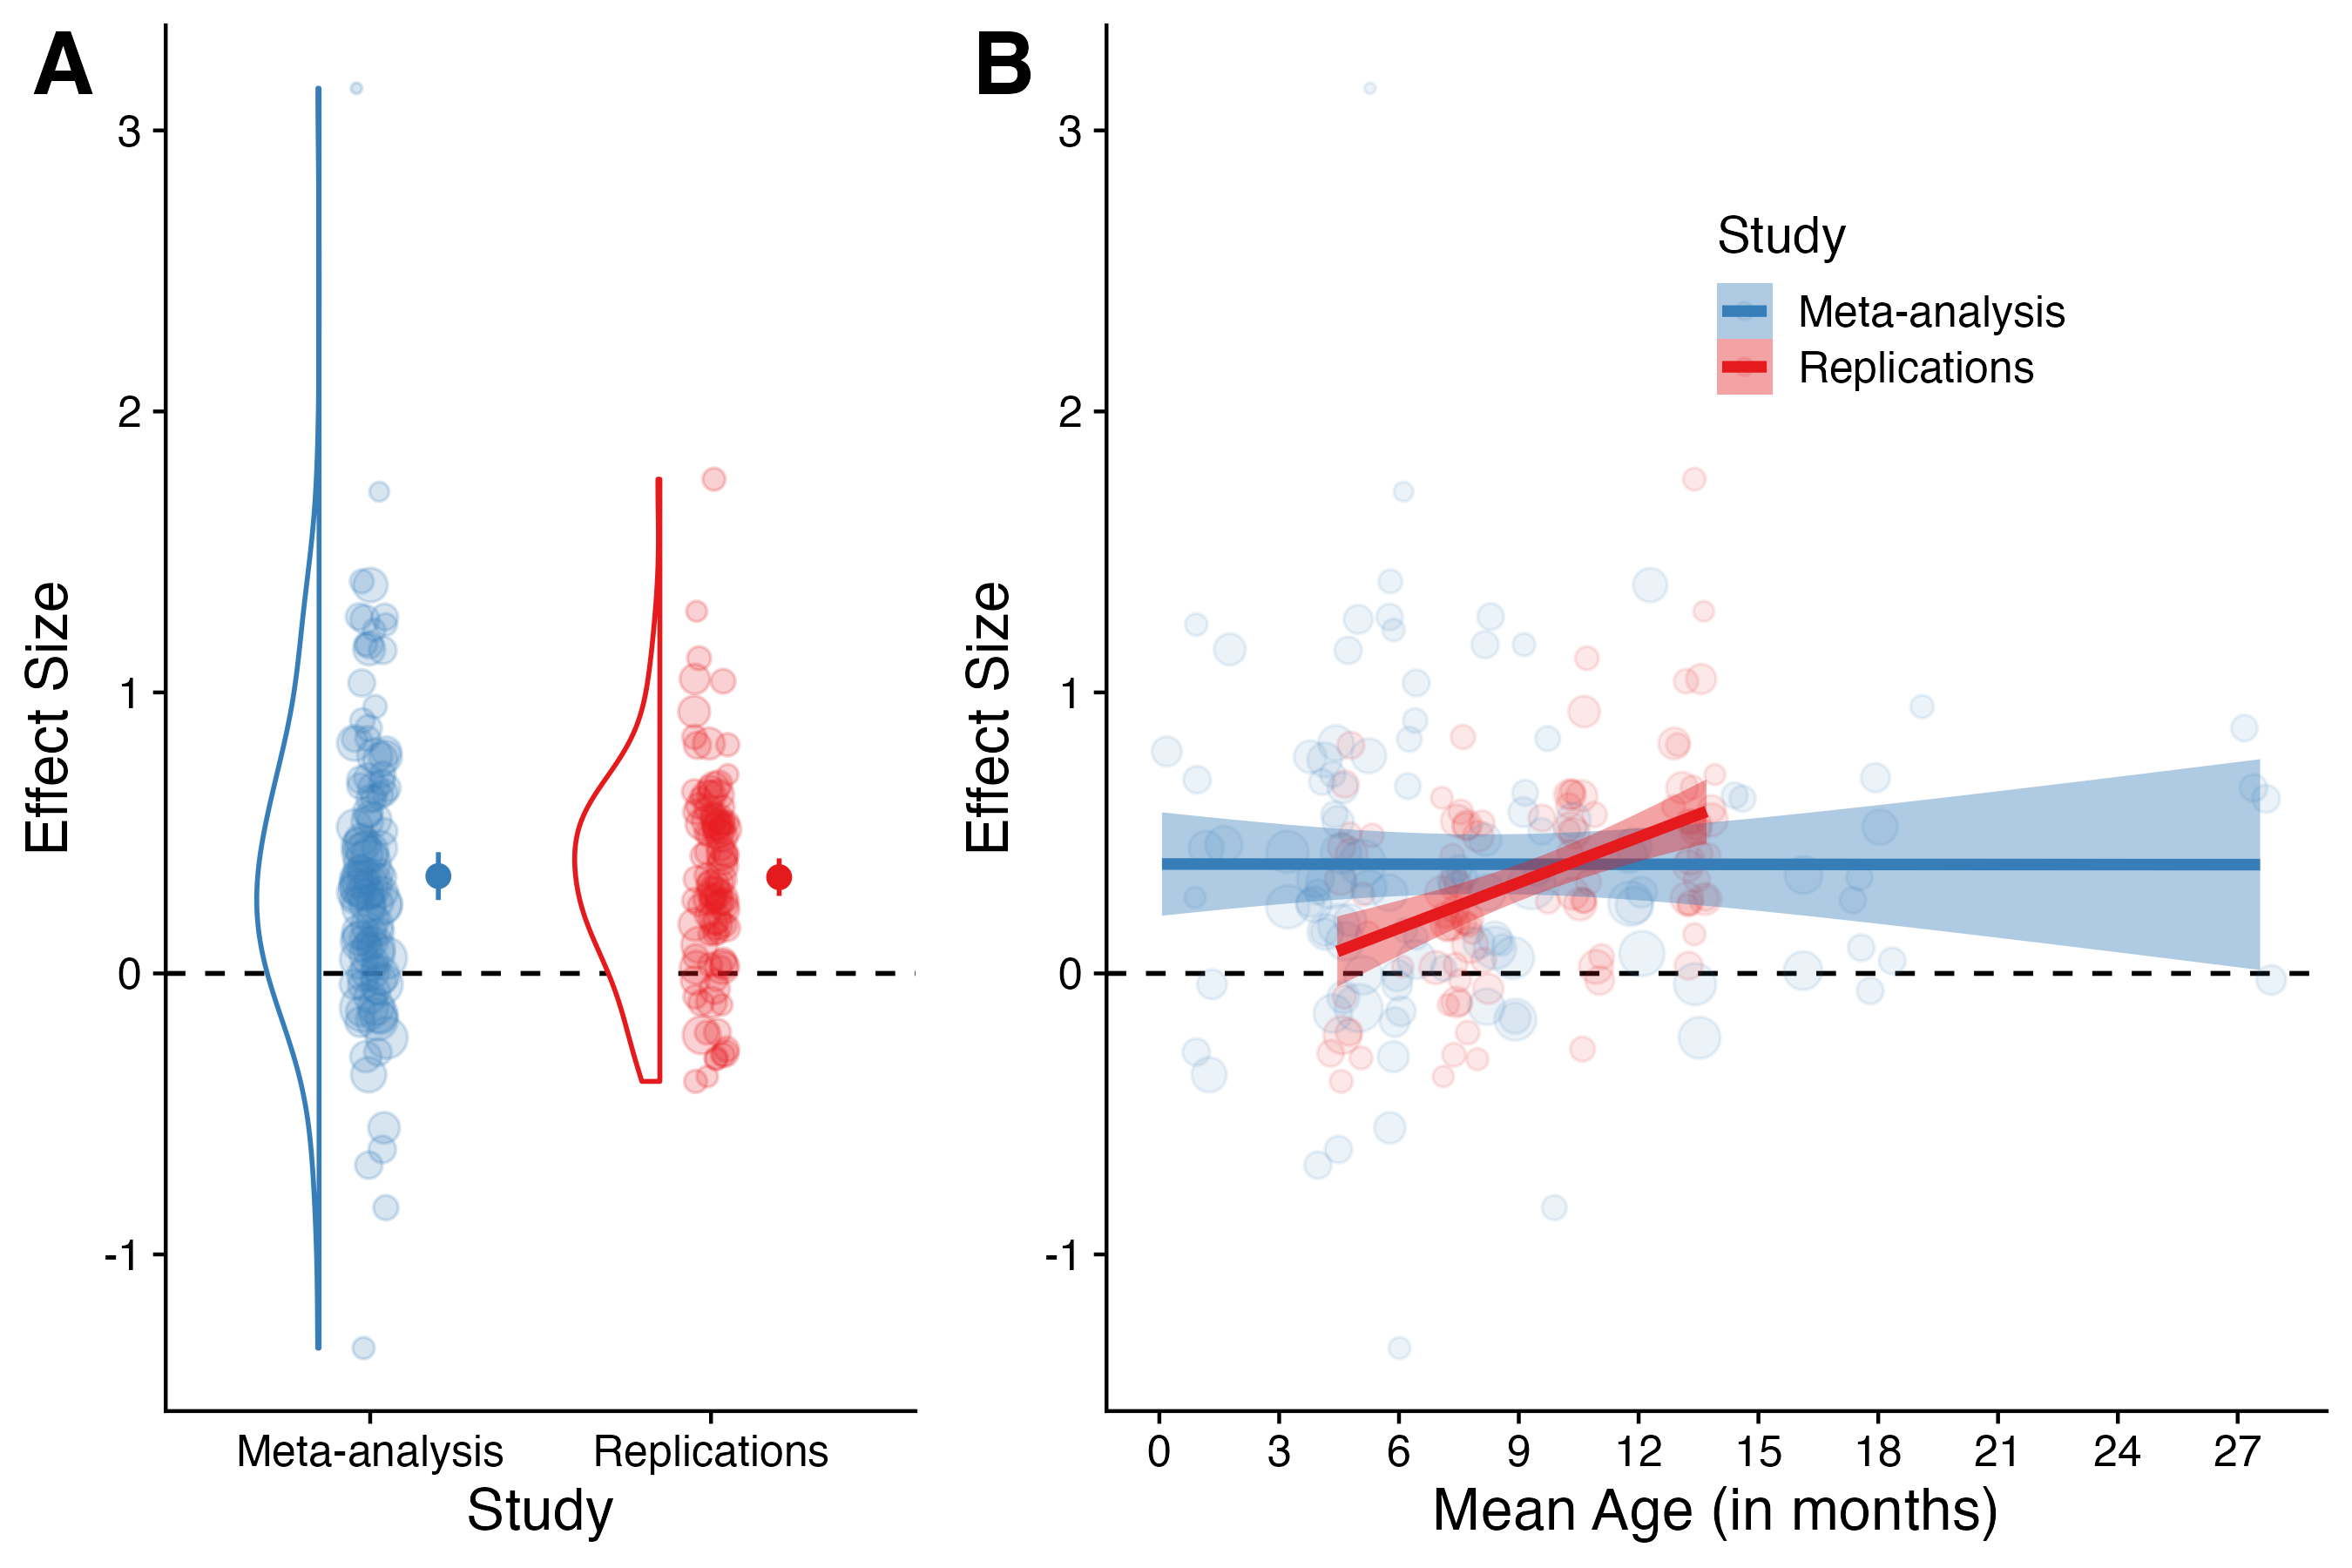 A
Effect Size
3
2
1
0
-1
Meta-analysis
Replications
Study
B
Effect Size
3
2
1
0
-1
Study
Meta-analysis
Replications
0 3 6 9 12 15 18 21 24 27
Mean Age (in months)